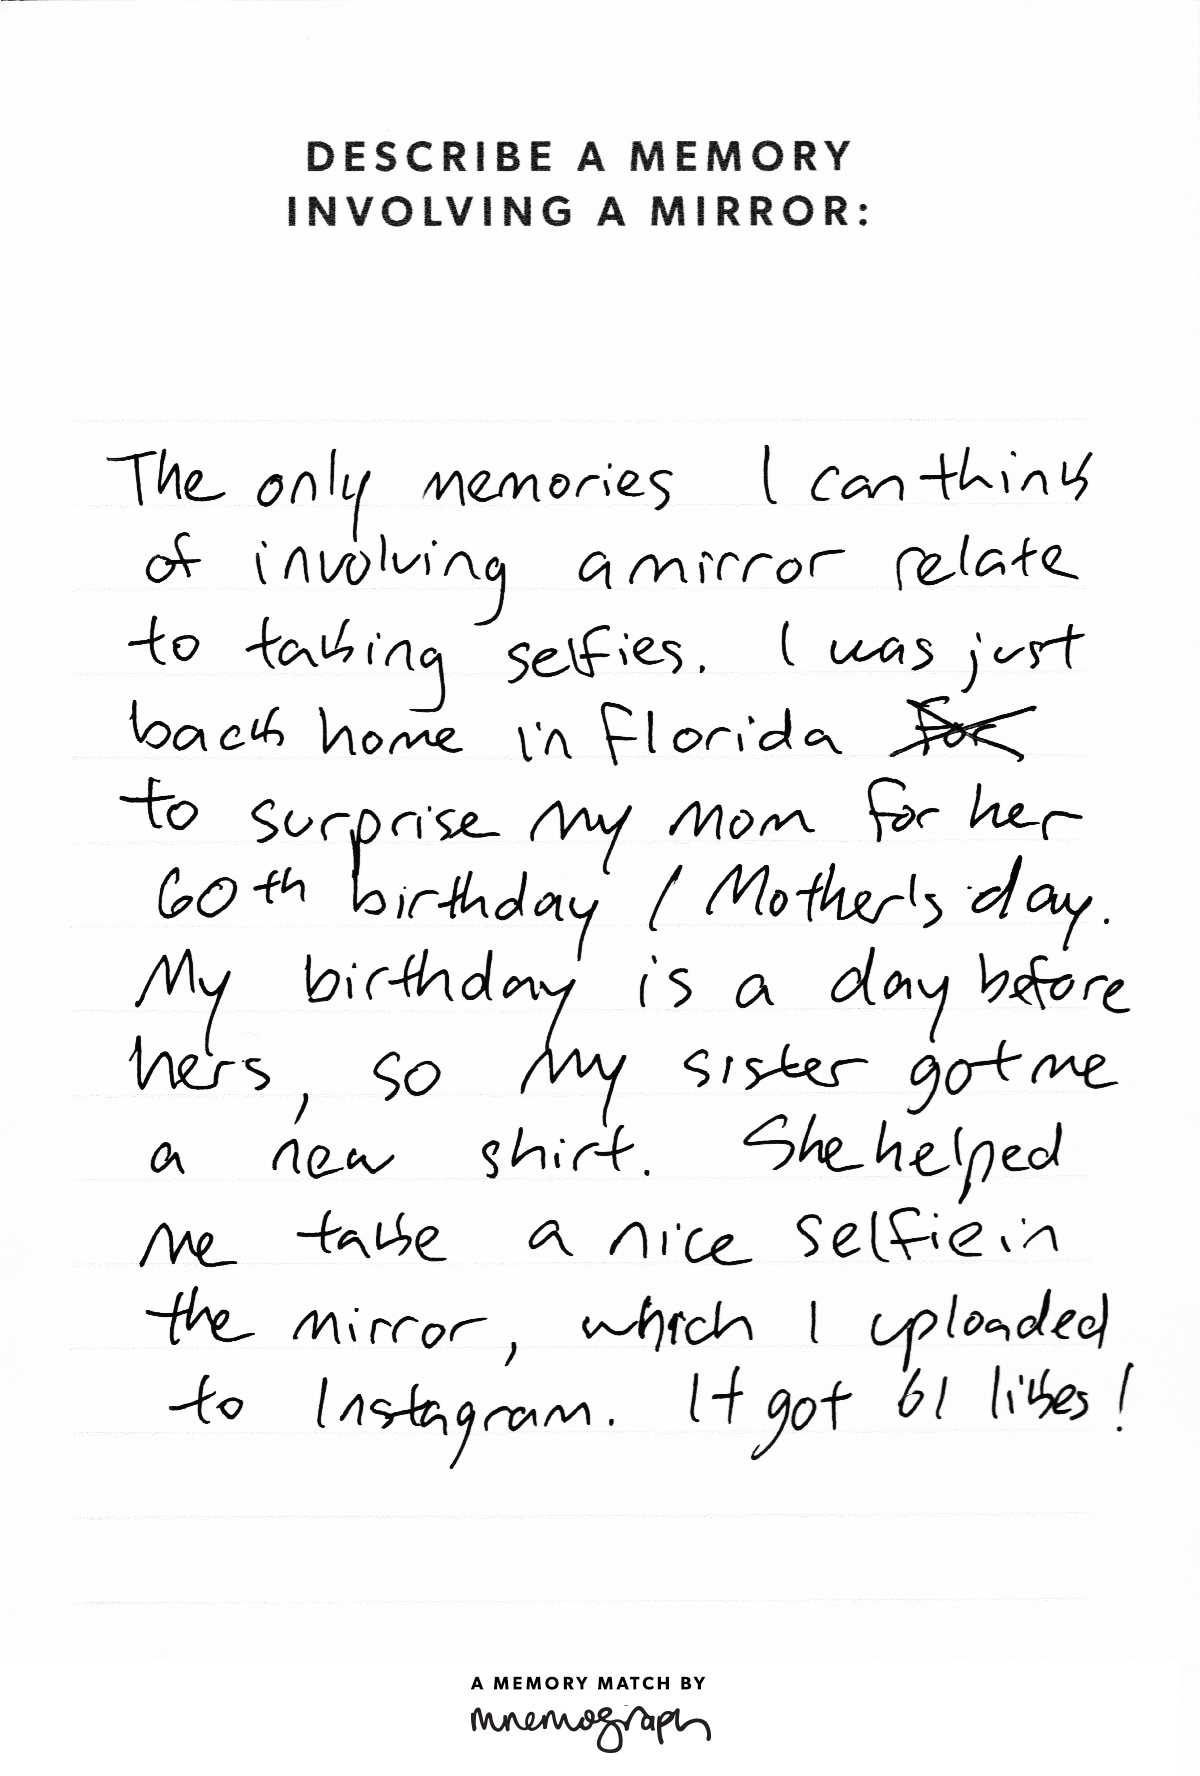 DESCRIBE A MEMORY
INVOLVING A MIRROR:
The only memories I can think
of involving a mirror relate
to taking selfies. I was just
back home in Florida for
to surprise my mom for her
60th birthday / Mother's day.
My birthday is a day before
hers, so my sister got me
a new shirt. She helped
me take a nice selfie in
the mirror, which I uploaded
to Instagram. It got 61 likes!
A MEMORY MATCH BY
mnemograph